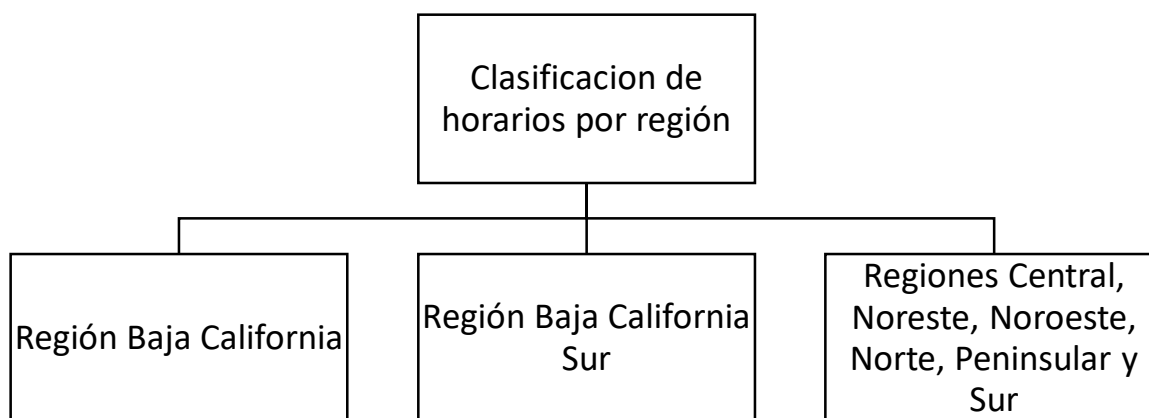 Clasificacion de
horarios por región
Región Baja California
Región Baja California
Sur
Regiones Central,
Noreste, Noroeste,
Norte, Peninsular y
Sur